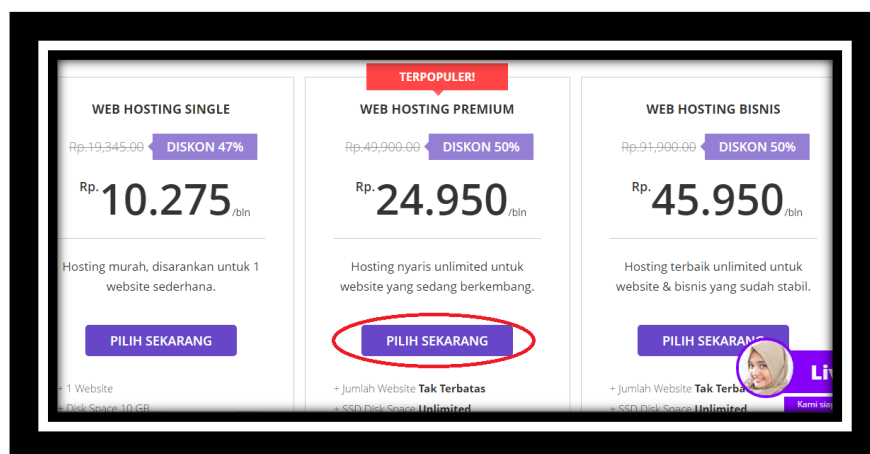 TERPOPULER!
WEB HOSTING SINGLE
Rp.19,345.00 DISKON 47%
Rp.10.275/bln
Hosting murah, disarankan untuk 1
website sederhana.
PILIH SEKARANG
+ 1 Website
+ Disk Space 10 GB
WEB HOSTING PREMIUM
Rp.49,900.00 DISKON 50%
Rp.24.950/bln
Hosting nyaris unlimited untuk
website yang sedang berkembang.
PILIH SEKARANG
+ Jumlah Website Tak Terbatas
+ SSD Disk Space Unlimited
WEB HOSTING BISNIS
Rp.91,900.00 DISKON 50%
Rp.45.950/bln
Hosting terbaik unlimited untuk
website & bisnis yang sudah stabil.
PILIH SEKARANG
+ Jumlah Website Tak
+ SSD Disk Space Unlimited
Kami